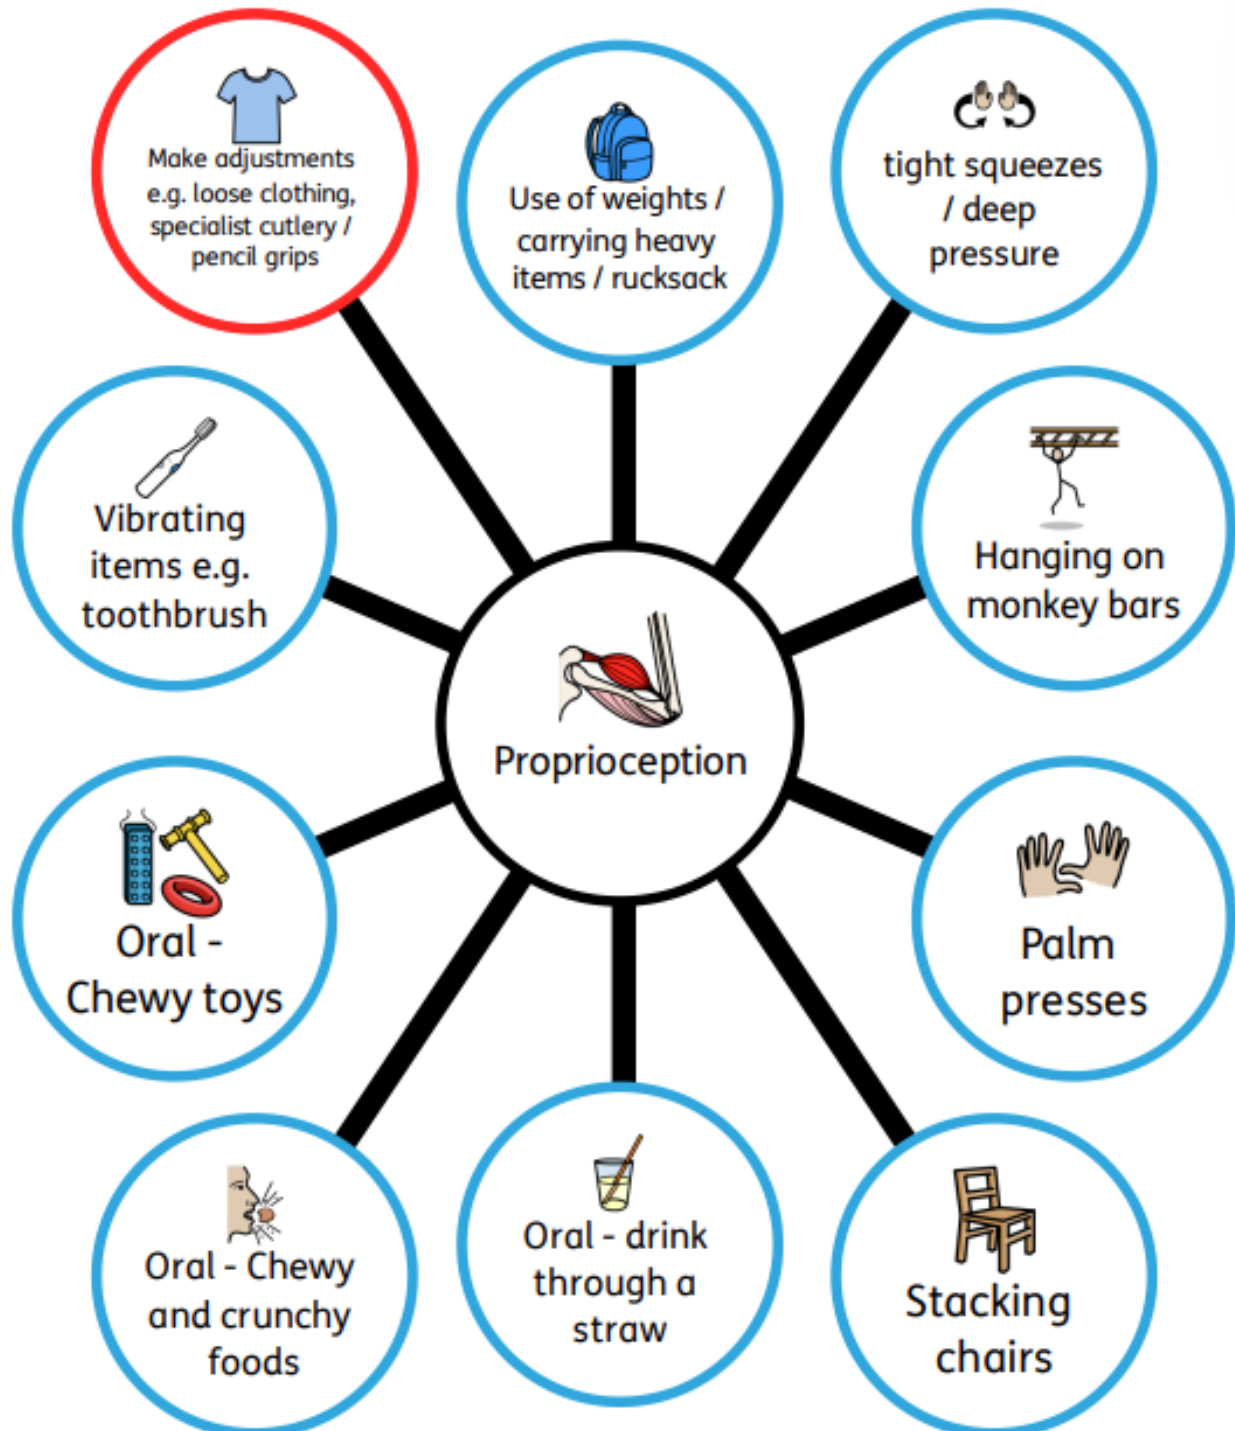 Make adjustments
e.g. loose clothing,
specialist cutlery /
pencil grips
Use of weights /
carrying heavy
items / rucksack
tight squeezes
/ deep
pressure
Vibrating
items e.g.
toothbrush
Hanging on
monkey bars
Proprioception
Oral -
Chewy toys
Palm
presses
Oral - Chewy
and crunchy
foods
Oral - drink
through a
straw
Stacking
chairs